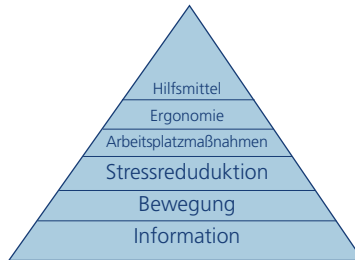 Hilfsmittel
Ergonomie
Arbeitsplatzmaßnahmen
Stressreduduktion
Bewegung
Information